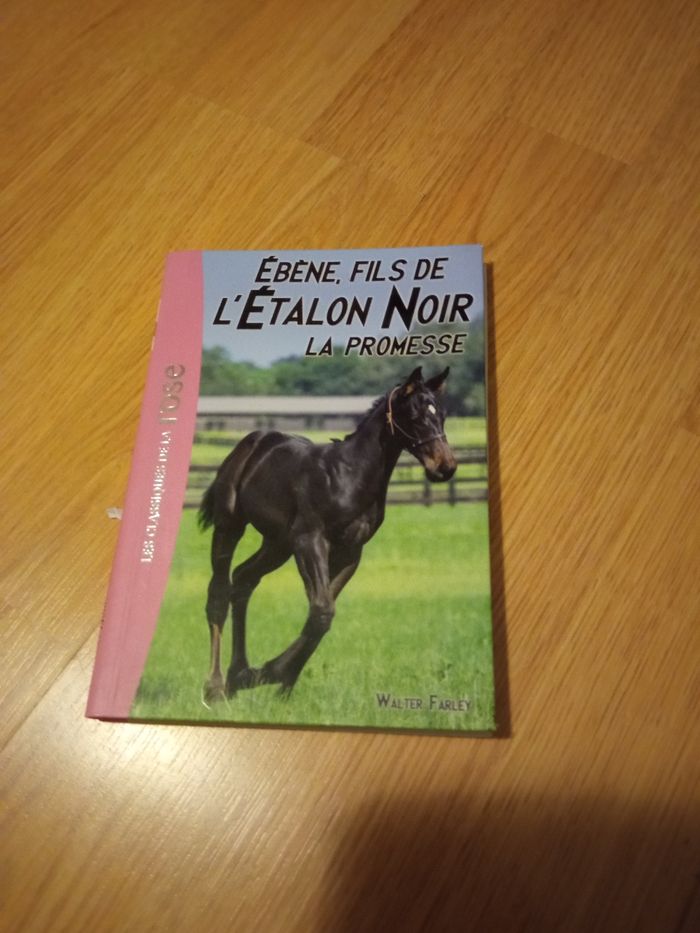 ÉBÈNE, FILS DE
L'ÉTALON NOIR
LA PROMESSE
LES CLASSIQUES DE LA rose
WALTER FARLEY